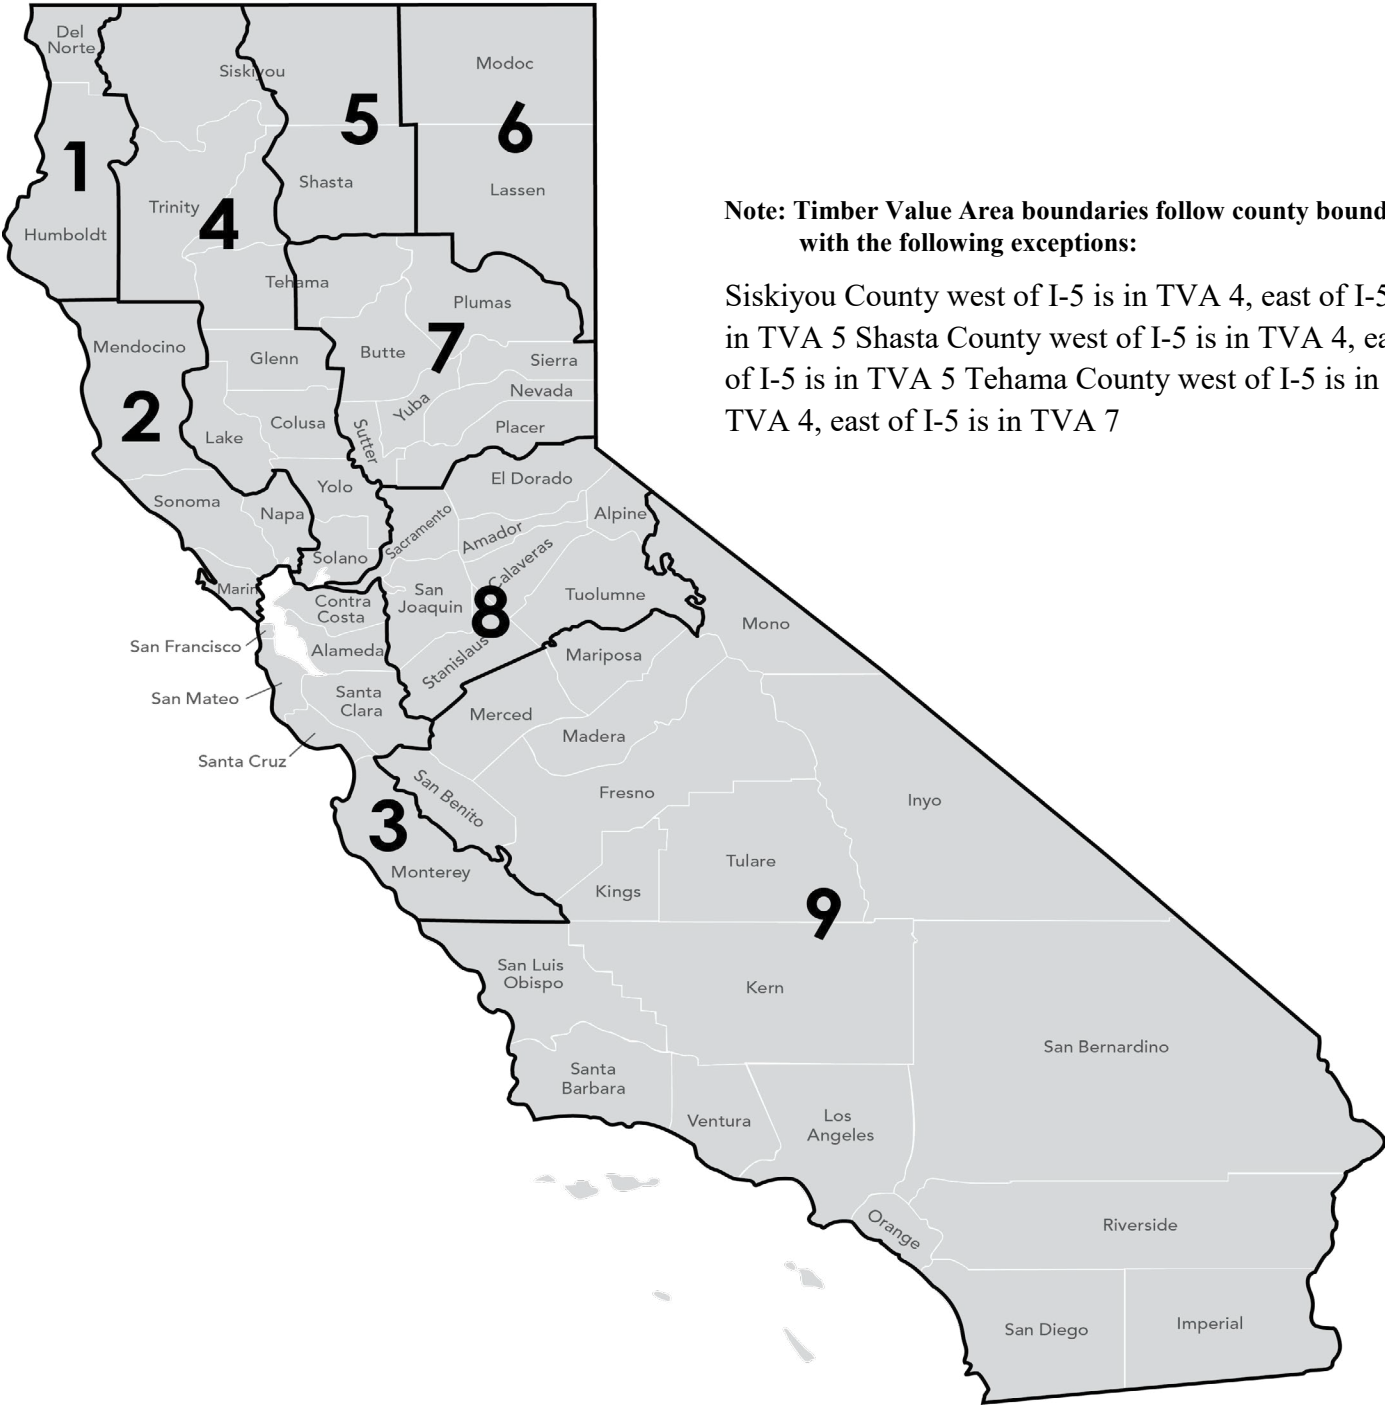 Del
Norte
Siskiyou
Modoc
5
6
1
Shasta
Lassen
Trinity
4
Humboldt
Note: Timber Value Area boundaries follow county bound
with the following exceptions:
Siskiyou County west of I-5 is in TVA 4, east of I-5
in TVA 5 Shasta County west of I-5 is in TVA 4, ea
of I-5 is in TVA 5 Tehama County west of I-5 is in
TVA 4, east of I-5 is in TVA 7
Tehama
Plumas
Mendocino
Glenn
Butte
7
Sierra
Nevada
2
Yuba
Colusa
Sutter
Placer
Lake
Yolo
El Dorado
Sonoma
Napa
Sacramento
Amador
Alpine
Solano
Calaveras
Marin
Contra
Costa
San
Joaquin
8
Tuolumne
Mono
San Francisco
Alameda
Stanislaus
Mariposa
San Mateo
Santa
Clara
Merced
Madera
Santa Cruz
San Benito
Fresno
Inyo
3
Monterey
Kings
Tulare
9
San Luis
Obispo
Kern
San Bernardino
Santa
Barbara
Ventura
Los
Angeles
Orange
Riverside
San Diego
Imperial